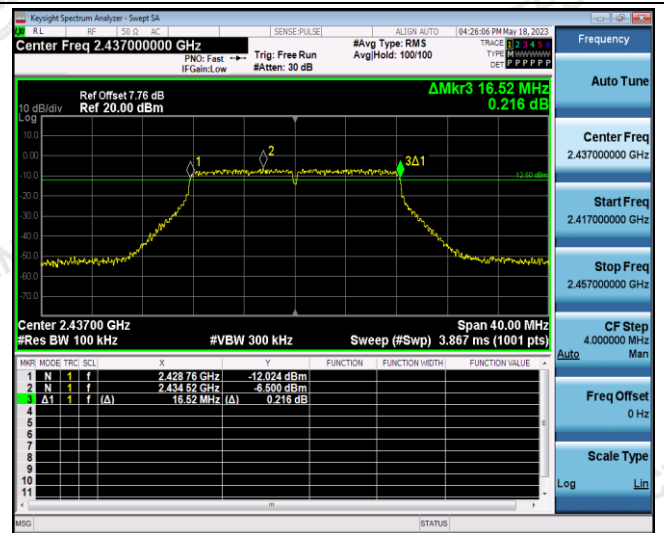 Keysight Spectrum Analyzer - Swept SA
RL RF 50 Ω AC SENSE:PULSE ALIGN AUTO 04:26:06 PM May 18, 2023
Center Freq 2.437000000 GHz
PNO: Fast Trig: Free Run #Avg Type: RMS TRACE 1 2 3 4 5 6
IFGain:Low #Atten: 30 dB Avg|Hold: 100/100 TYPE M WWWWW
DET P P P P P P
ΔMkr3 16.52 MHz
0.216 dB
Ref Offset 7.76 dB
10 dB/div Ref 20.00 dBm
Log
10.0
0.00
-10.0
-20.0
-30.0
-40.0
-50.0
-60.0
-70.0
1
2
3Δ1
-12.50 dBm
Center 2.43700 GHz Span 40.00 MHz
#Res BW 100 kHz #VBW 300 kHz Sweep (#Swp) 3.867 ms (1001 pts)
MKR MODE TRC SCL X Y FUNCTION FUNCTION WIDTH FUNCTION VALUE
1 N 1 f 2.428 76 GHz -12.024 dBm
2 N 1 f 2.434 52 GHz -6.500 dBm
3 Δ1 1 f (Δ) 16.52 MHz (Δ) 0.216 dB
4
5
6
7
8
9
10
11
MSG STATUS
Frequency
Auto Tune
Center Freq
2.437000000 GHz
Start Freq
2.417000000 GHz
Stop Freq
2.457000000 GHz
CF Step
4.000000 MHz
Auto Man
Freq Offset
0 Hz
Scale Type
Log Lin